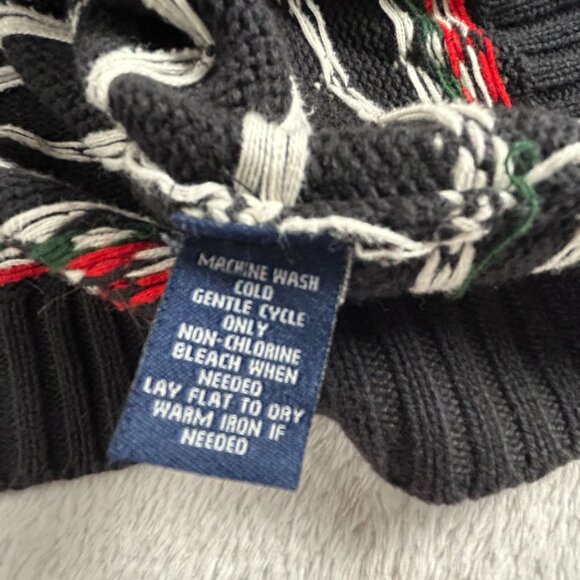 MACHINE WASH
COLD
GENTLE CYCLE
ONLY
NON-CHLORINE
BLEACH WHEN
NEEDED
LAY FLAT TO DRY
WARM IRON IF
NEEDED